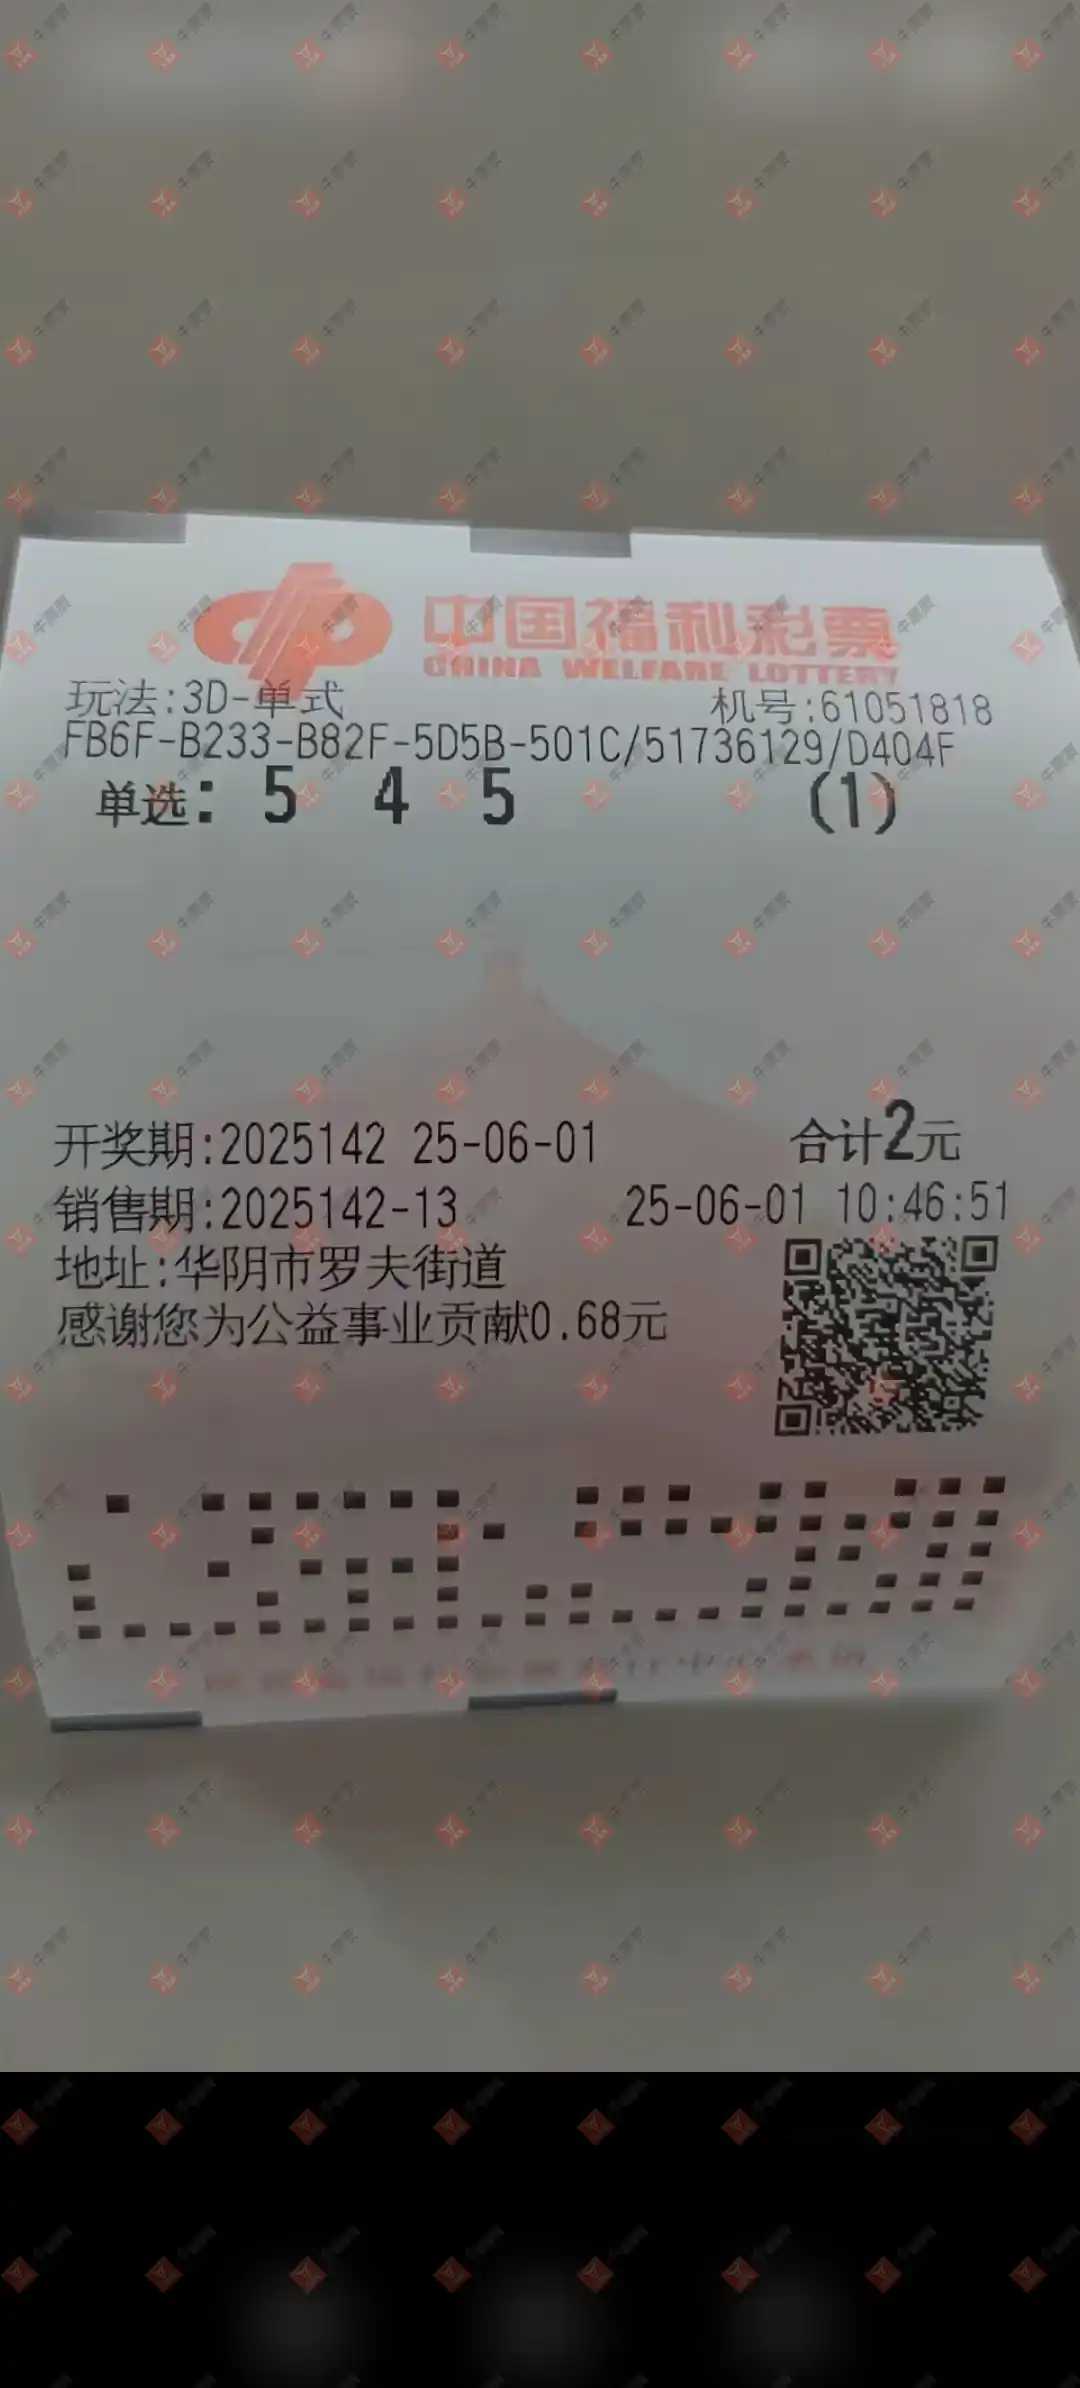 中国福利彩票
CHINA WELFARE LOTTERY
玩法:3D-单式 机号:61051818
FB6F-B233-B82F-5D5B-501C/51736129/D404F
单选: 5 4 5 (1)
开奖期:2025142 25-06-01 合计2元
销售期:2025142-13 25-06-01 10:46:51
地址:华阴市罗夫街道
感谢您为公益事业贡献0.68元